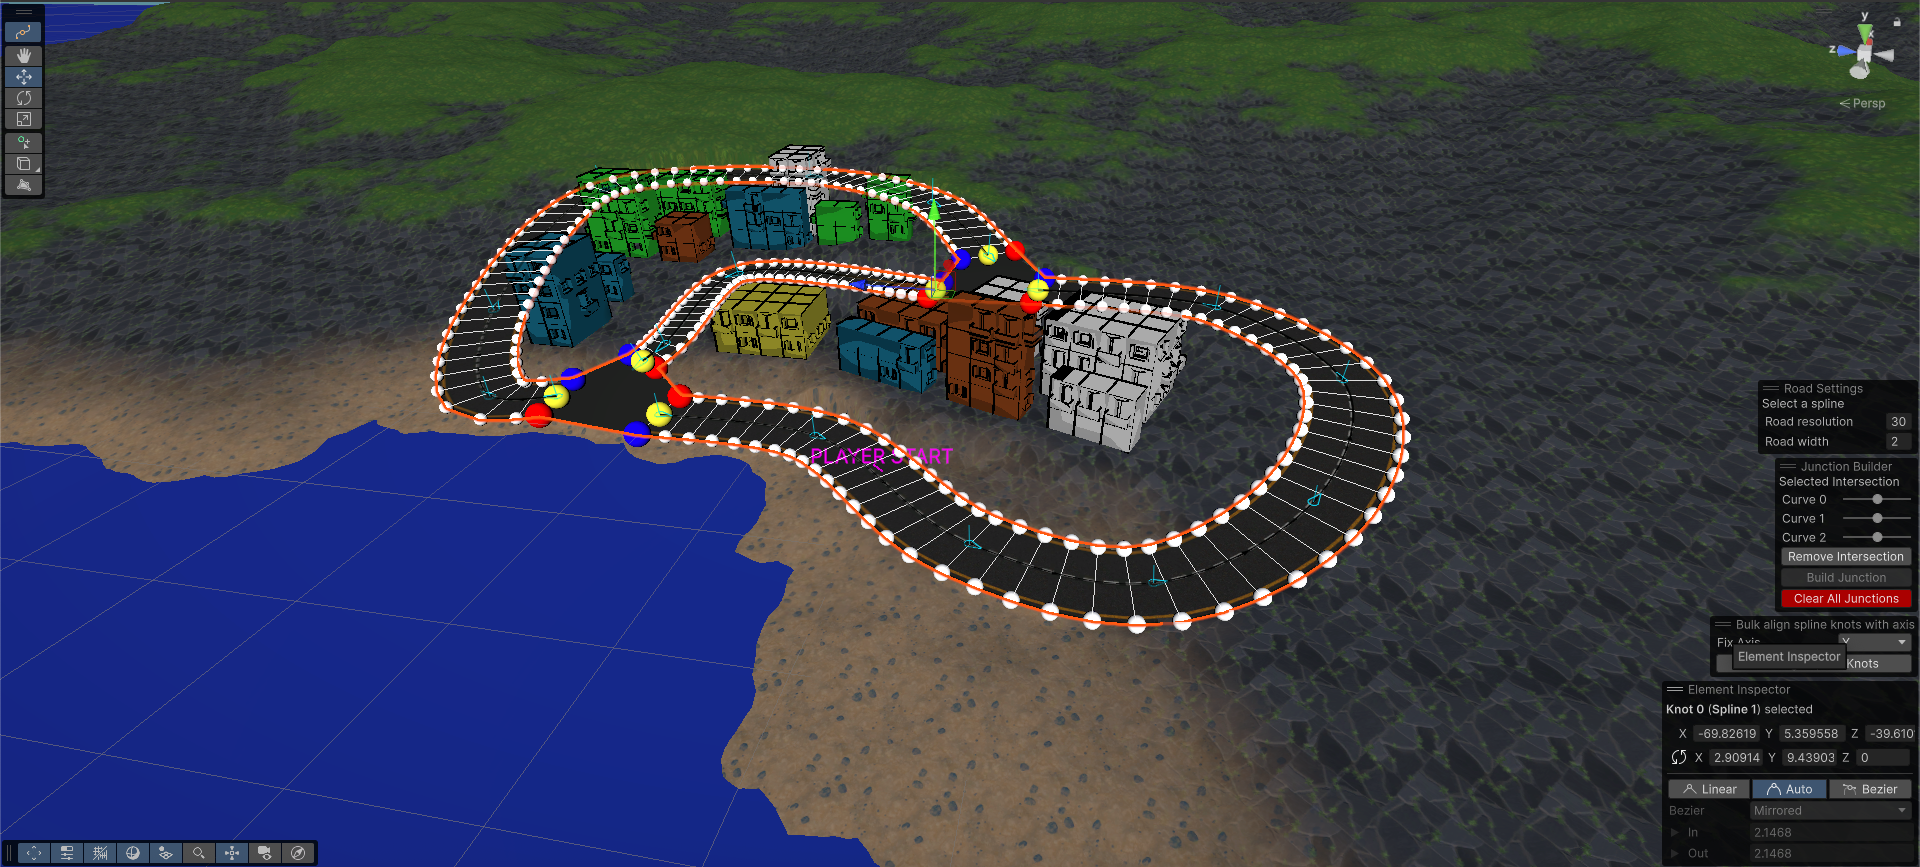 y
x
z
Persp
PLAYER START
Road Settings
Select a spline
Road resolution 30
Road width 2
Junction Builder
Selected Intersection
Curve 0
Curve 1
Curve 2
Remove Intersection
Build Junction
Clear All Junctions
Bulk align spline knots with axis
Fix Axis Y
Element Inspector
Knots
Element Inspector
Knot 0 (Spline 1) selected
X -69.82619 Y 5.359558 Z -39.610
X 2.90914 Y 9.43903 Z 0
Linear Auto Bezier
Bezier Mirrored
In 2.1468
Out 2.1468